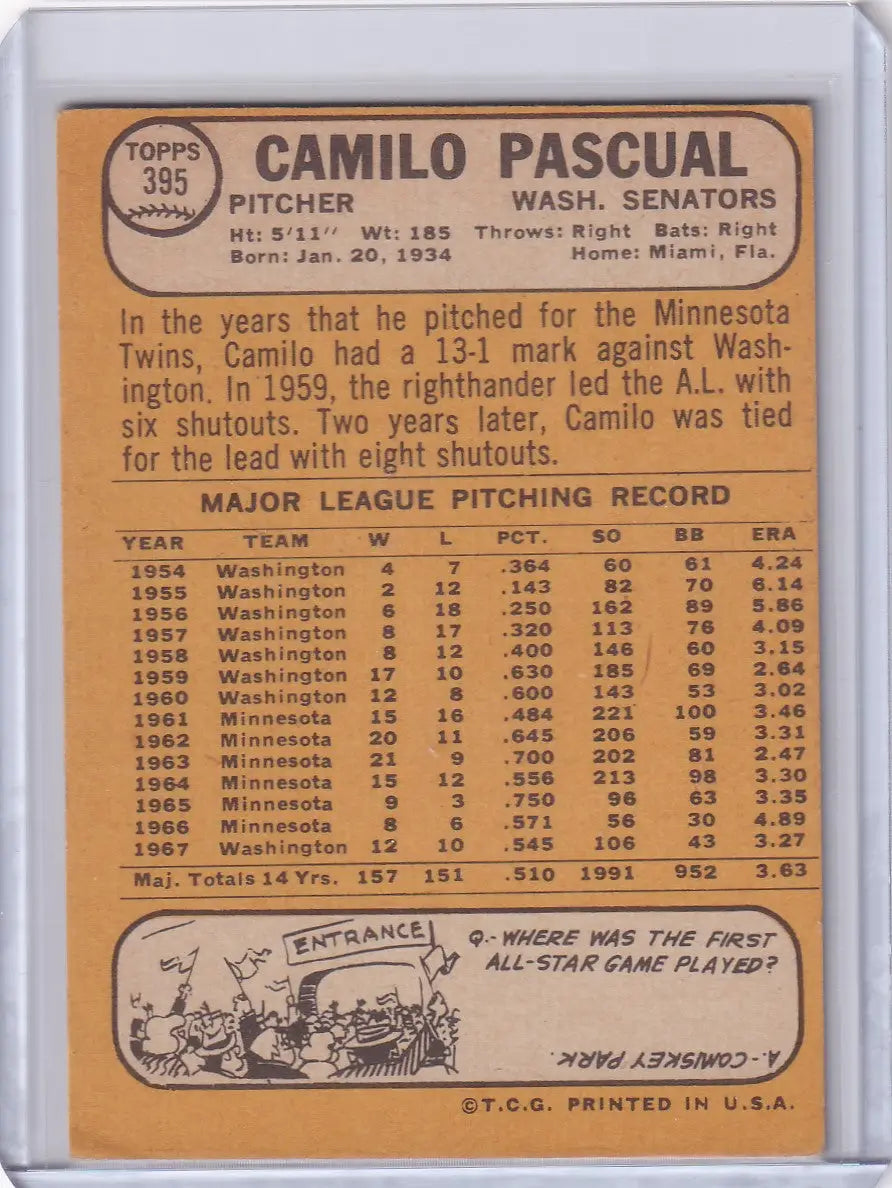 TOPPS
395
CAMILO PASCUAL
PITCHER WASH. SENATORS
Ht: 5'11" Wt: 185 Throws: Right Bats: Right
Born: Jan. 20, 1934 Home: Miami, Fla.
In the years that he pitched for the Minnesota
Twins, Camilo had a 13-1 mark against Wash-
ington. In 1959, the righthander led the A.L. with
six shutouts. Two years later, Camilo was tied
for the lead with eight shutouts.
MAJOR LEAGUE PITCHING RECORD
YEAR TEAM W L PCT. SO BB ERA
1954 Washington 4 7 .364 60 61 4.24
1955 Washington 2 12 .143 82 70 6.14
1956 Washington 6 18 .250 162 89 5.86
1957 Washington 8 17 .320 113 76 4.09
1958 Washington 8 12 .400 146 60 3.15
1959 Washington 17 10 .630 185 69 2.64
1960 Washington 12 8 .600 143 53 3.02
1961 Minnesota 15 16 .484 221 100 3.46
1962 Minnesota 20 11 .645 206 59 3.31
1963 Minnesota 21 9 .700 202 81 2.47
1964 Minnesota 15 12 .556 213 98 3.30
1965 Minnesota 9 3 .750 96 63 3.35
1966 Minnesota 8 6 .571 56 30 4.89
1967 Washington 12 10 .545 106 43 3.27
Maj. Totals 14 Yrs. 157 151 .510 1991 952 3.63
ENTRANCE
Q.- WHERE WAS THE FIRST
ALL-STAR GAME PLAYED?
A.- COMISKEY PARK.
©T.C.G. PRINTED IN U.S.A.